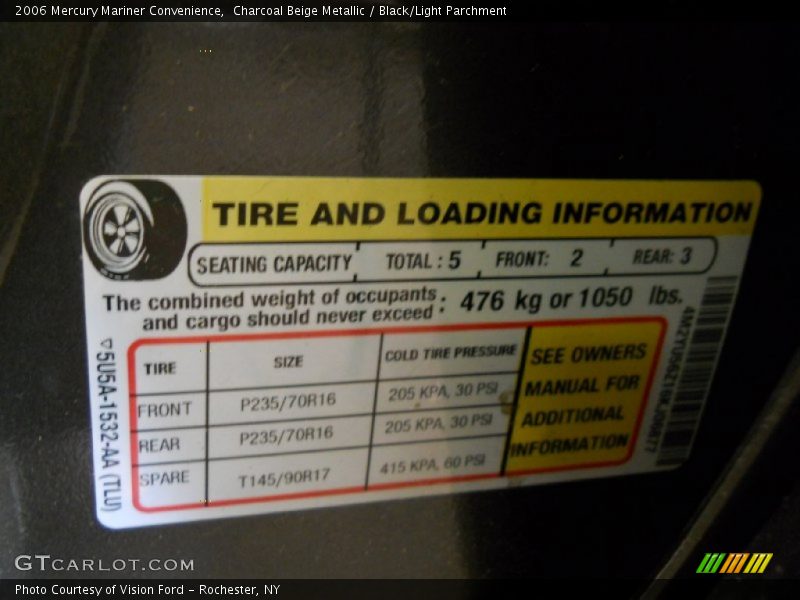 2006 Mercury Mariner Convenience,  Charcoal Beige Metallic / Black/Light Parchment
TIRE AND LOADING INFORMATION
SEATING CAPACITY TOTAL : 5 FRONT: 2 REAR: 3
The combined weight of occupants
and cargo should never exceed : 476 kg or 1050 lbs.
TIRE SIZE COLD TIRE PRESSURE
FRONT P235/70R16 205 KPA, 30 PSI
REAR P235/70R16 205 KPA, 30 PSI
SPARE T145/90R17 415 KPA, 60 PSI
SEE OWNERS
MANUAL FOR
ADDITIONAL
INFORMATION
5U5A-1532-AA (TLU)
GTCARLOT.COM
Photo Courtesy of Vision Ford – Rochester, NY